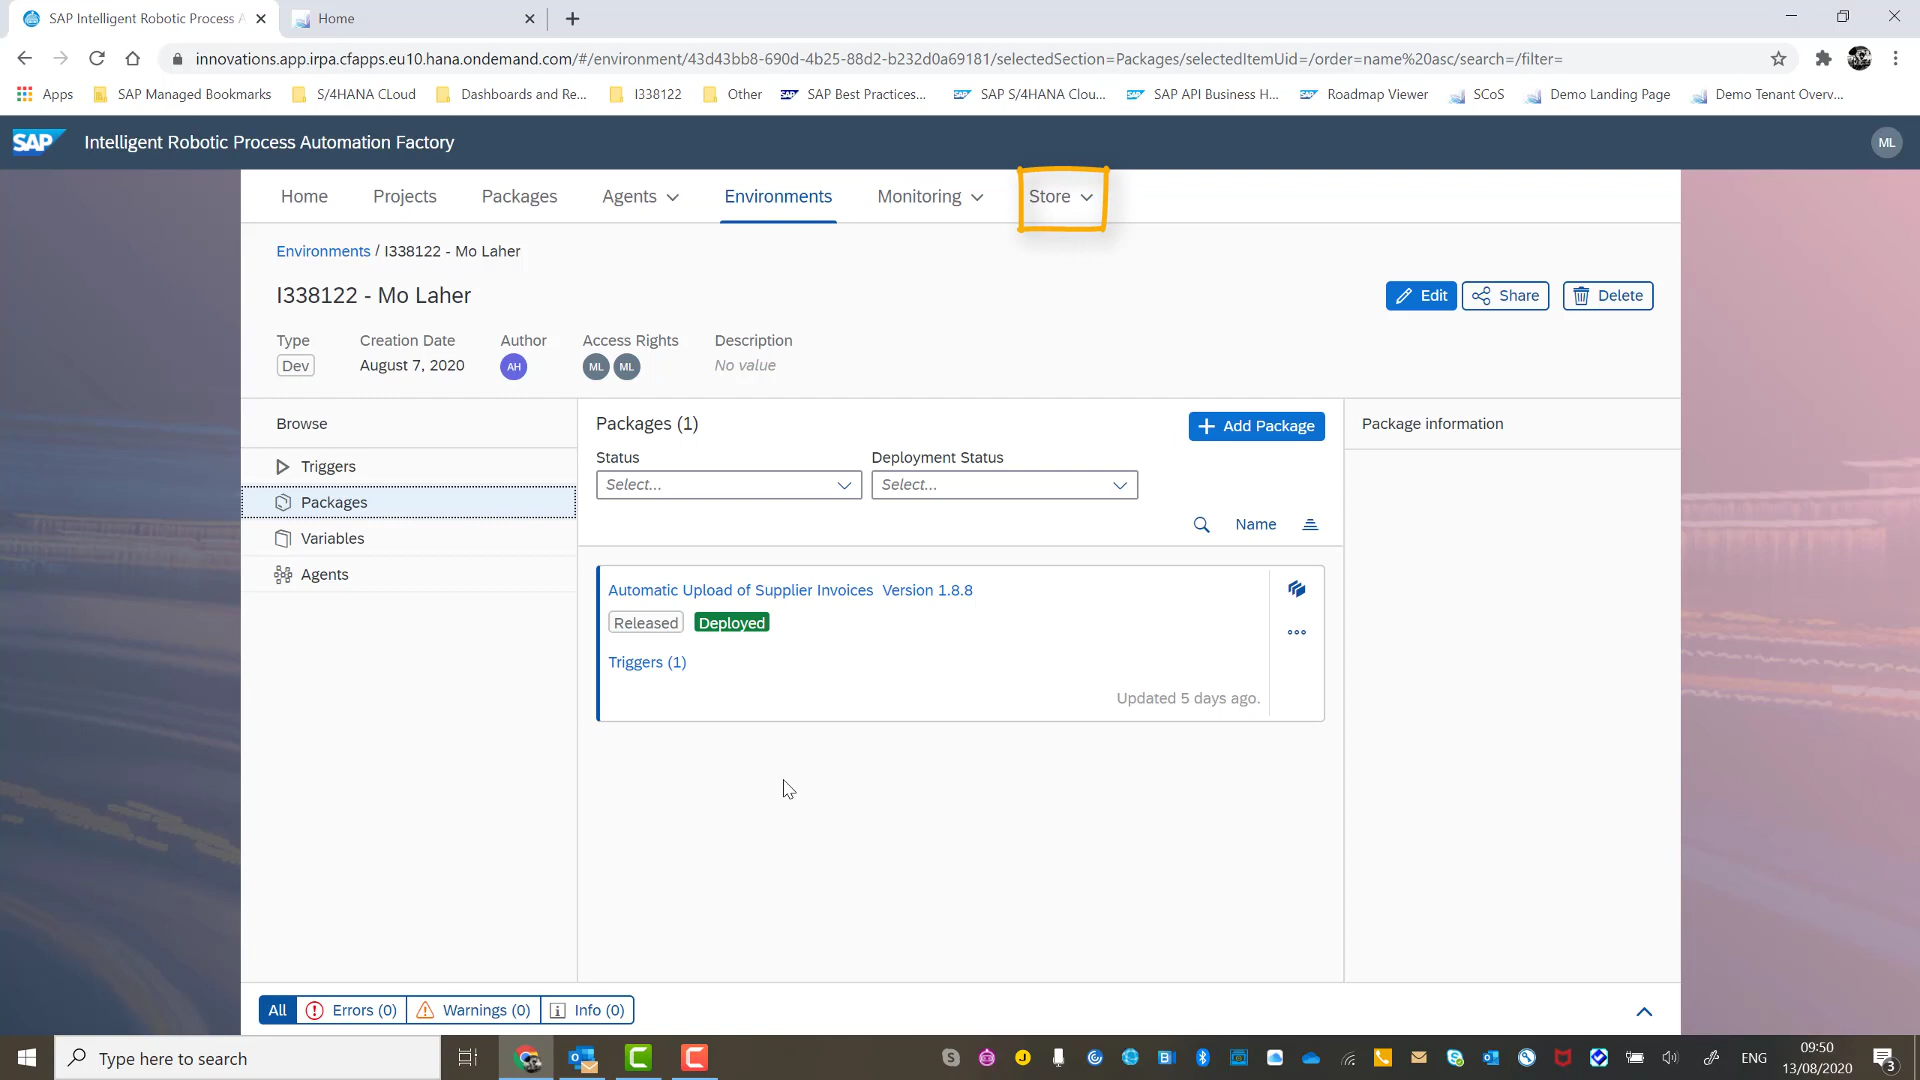 SAP Intelligent Robotic Process A
Home
innovations.app.irpa.cfapps.eu10.hana.ondemand.com/#/environment/43d43bb8-690d-4b25-88d2-b232d0a69181/selectedSection=Packages/selectedItemUid=/order=name%20asc/search=/filter=
Apps SAP Managed Bookmarks S/4HANA CLoud Dashboards and Re... I338122 Other SAP Best Practices... SAP S/4HANA Clou... SAP API Business H... Roadmap Viewer SCoS Demo Landing Page Demo Tenant Overv...
SAP Intelligent Robotic Process Automation Factory ML
Home Projects Packages Agents Environments Monitoring Store
Environments / I338122 - Mo Laher
I338122 - Mo Laher
Edit Share Delete
Type Creation Date Author Access Rights Description
Dev August 7, 2020 AH ML ML No value
Browse
Triggers
Packages
Variables
Agents
Packages (1)
Add Package
Status Deployment Status
Select... Select...
Name
Automatic Upload of Supplier Invoices Version 1.8.8
Released Deployed
Triggers (1)
Updated 5 days ago.
Package information
All Errors (0) Warnings (0) Info (0)
Type here to search
ENG
09:50
13/08/2020
3